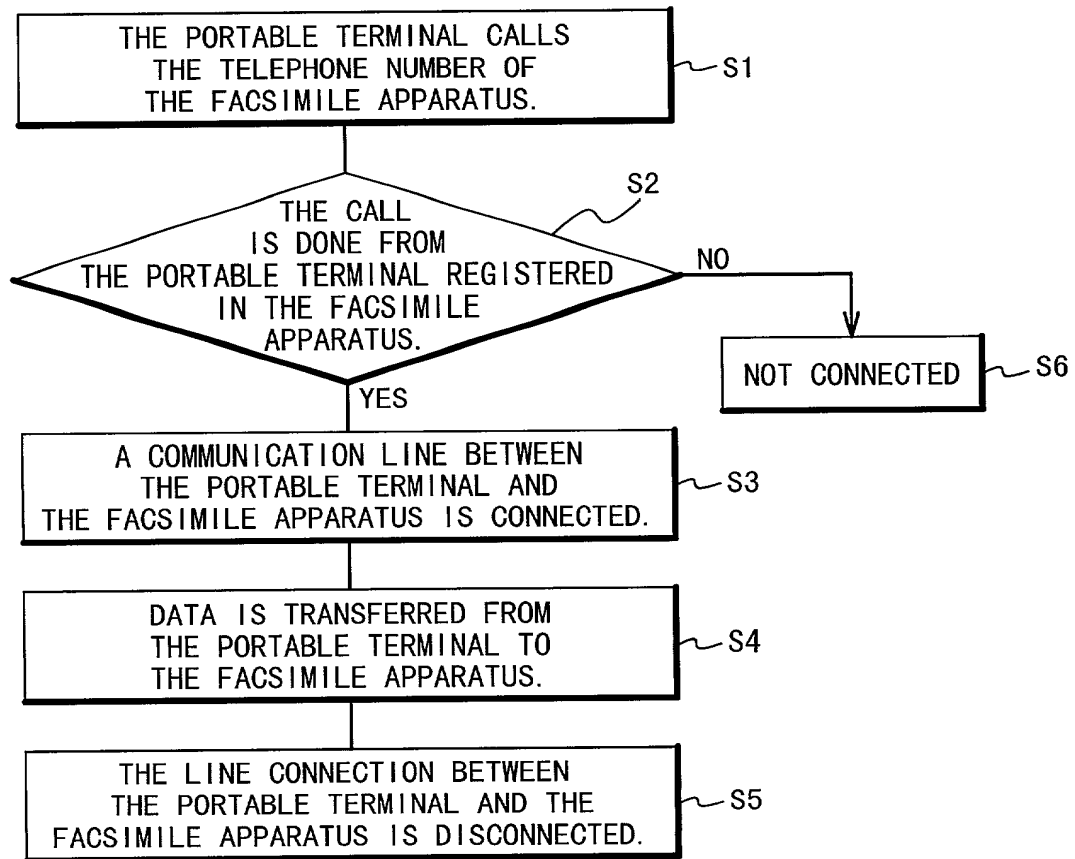 THE PORTABLE TERMINAL CALLS
THE TELEPHONE NUMBER OF
THE FACSIMILE APPARATUS.
S1
S2
THE CALL
IS DONE FROM
THE PORTABLE TERMINAL REGISTERED
IN THE FACSIMILE
APPARATUS.
NO
NOT CONNECTED
S6
YES
A COMMUNICATION LINE BETWEEN
THE PORTABLE TERMINAL AND
THE FACSIMILE APPARATUS IS CONNECTED.
S3
DATA IS TRANSFERRED FROM
THE PORTABLE TERMINAL TO
THE FACSIMILE APPARATUS.
S4
THE LINE CONNECTION BETWEEN
THE PORTABLE TERMINAL AND THE
FACSIMILE APPARATUS IS DISCONNECTED.
S5